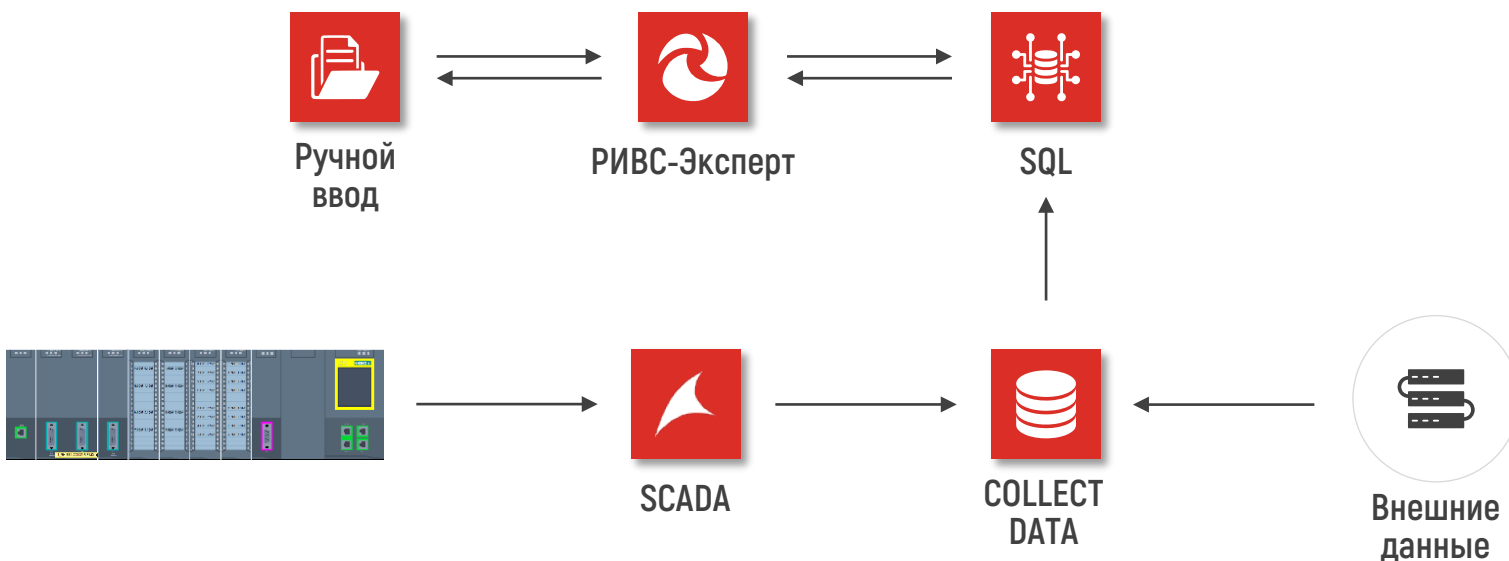 Ручной
ввод
РИВС-Эксперт
SQL
SCADA
COLLECT
DATA
Внешние
данные